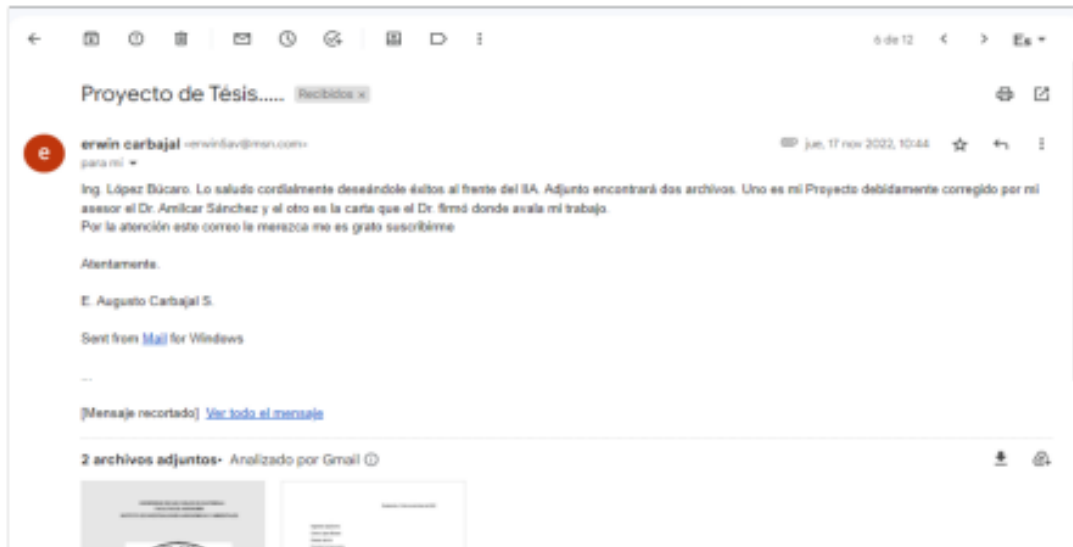 6 de 12
Es
Proyecto de Tésis..... Recibidos x
e
erwin carbajal
jue, 17 nov 2022, 10:44
para mí
Ing. López Búcaro. Lo saludo cordialmente deseándole éxitos al frente del IIA. Adjunto encontrará dos archivos. Uno es mi Proyecto debidamente corregido por mi
asesor el Dr. Amilcar Sánchez y el otro es la carta que el Dr. firmó donde avala mi trabajo.
Por la atención este correo le merezca me es grato suscribirme
Atentamente.
E. Augusto Carbajal S.
Sent from Mail for Windows
...
[Mensaje recortado] Ver todo el mensaje
2 archivos adjuntos• Analizado por Gmail